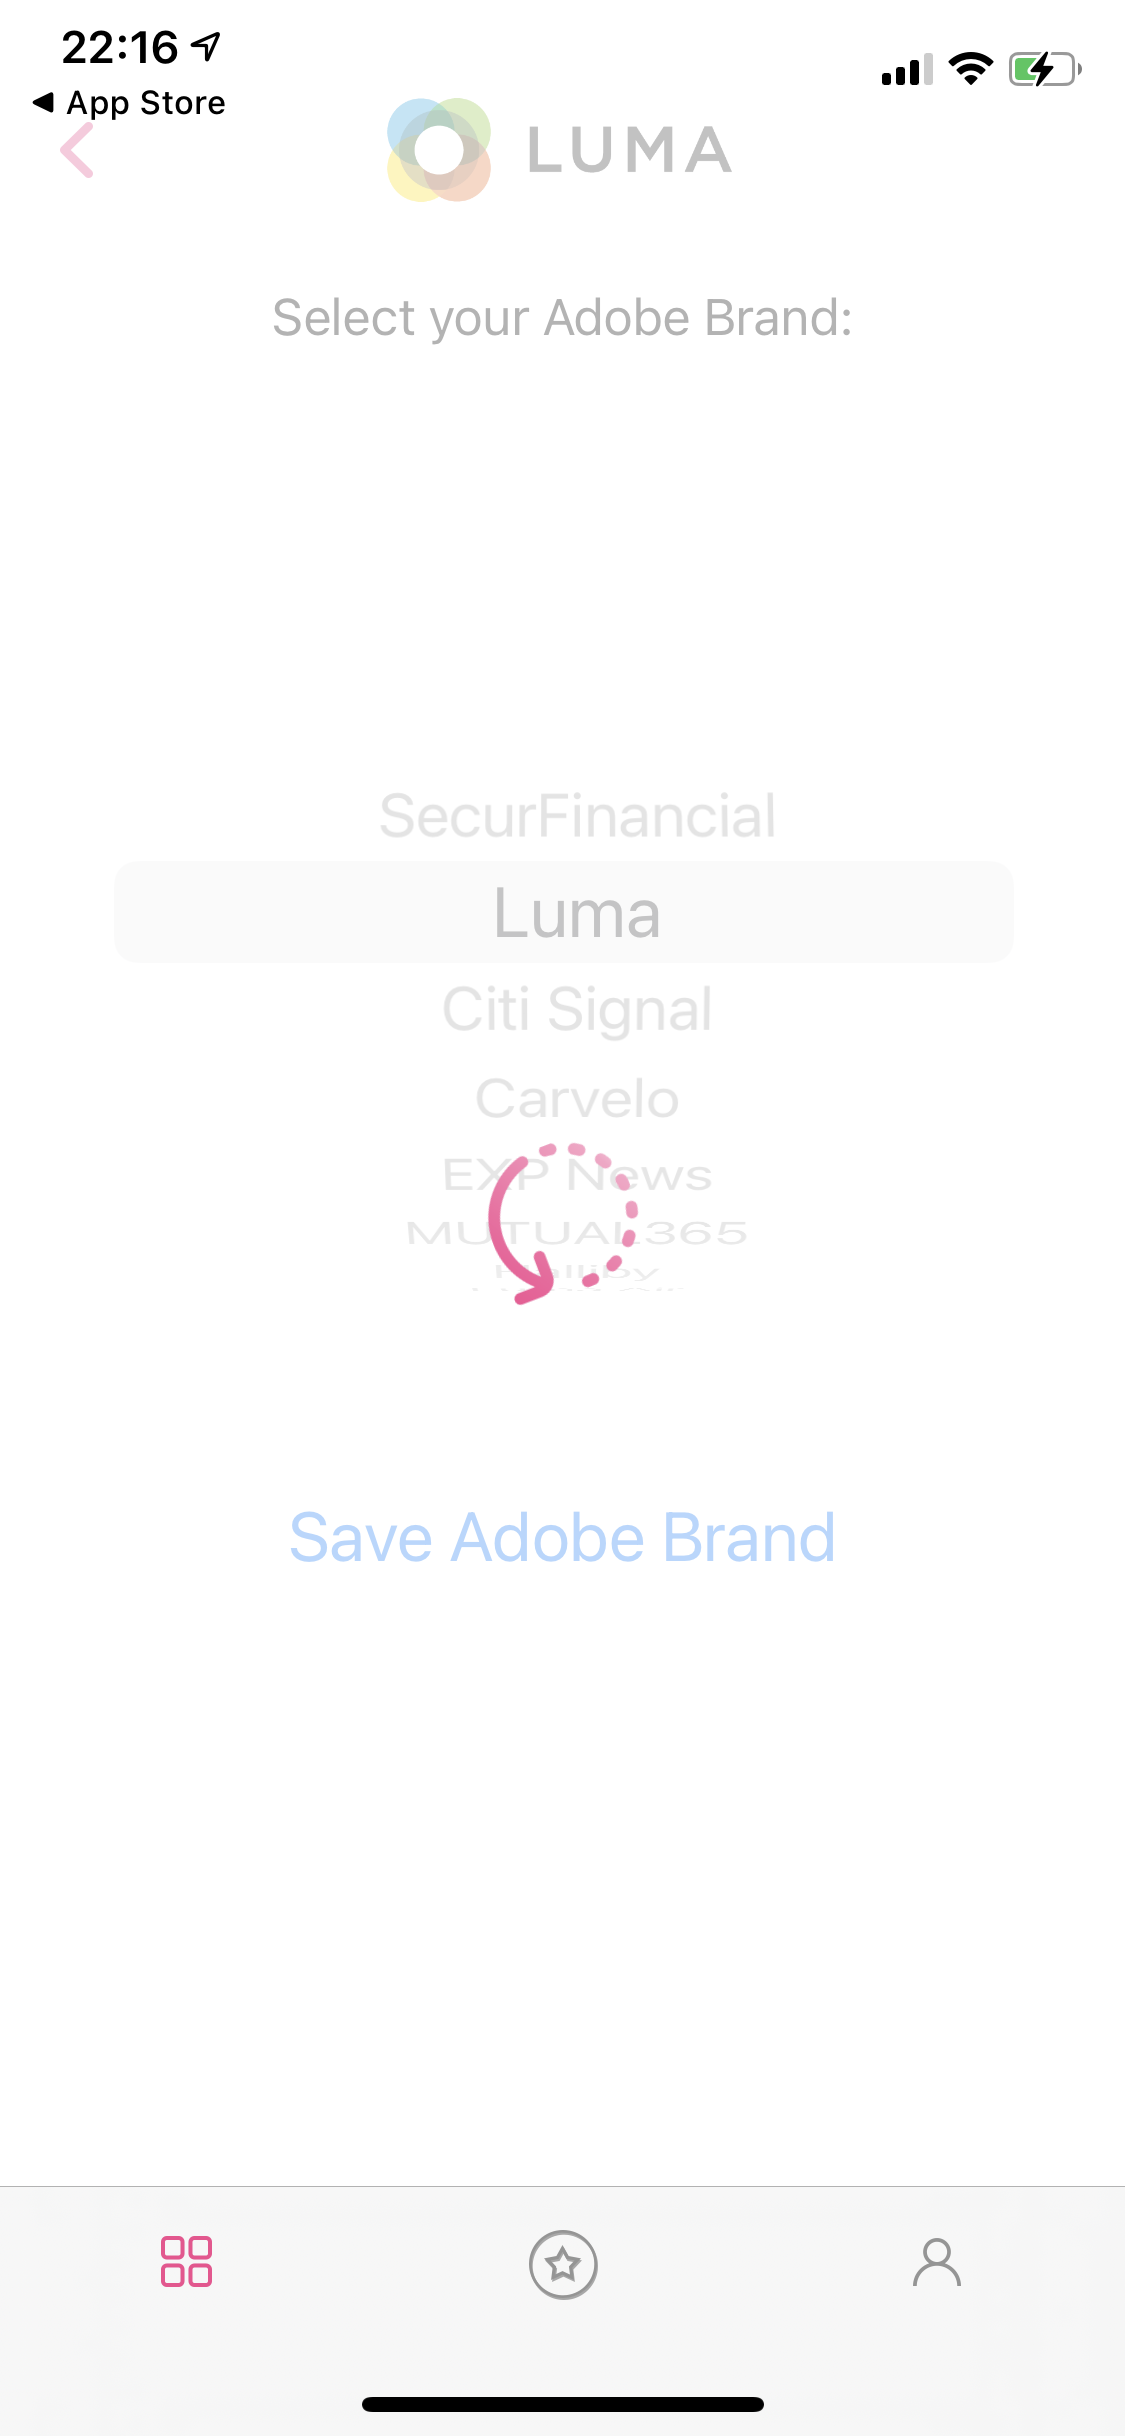 22:16
App Store
LUMA
Select your Adobe Brand:
SecurFinancial
Luma
Citi Signal
Carvelo
EXP News
MUTUAL365
Save Adobe Brand